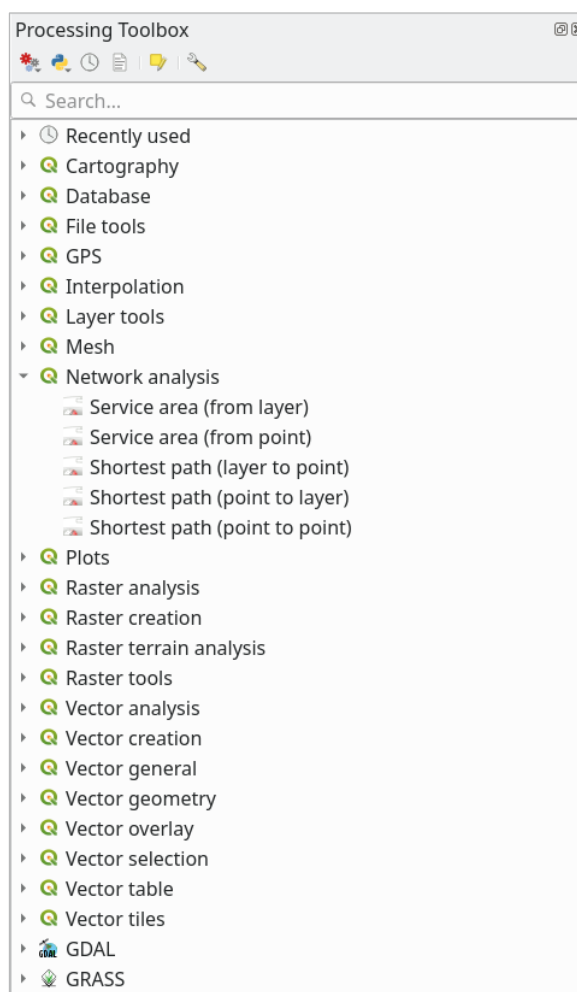 Processing Toolbox
Search...
Recently used
Cartography
Database
File tools
GPS
Interpolation
Layer tools
Mesh
Network analysis
Service area (from layer)
Service area (from point)
Shortest path (layer to point)
Shortest path (point to layer)
Shortest path (point to point)
Plots
Raster analysis
Raster creation
Raster terrain analysis
Raster tools
Vector analysis
Vector creation
Vector general
Vector geometry
Vector overlay
Vector selection
Vector table
Vector tiles
GDAL GDAL
GRASS